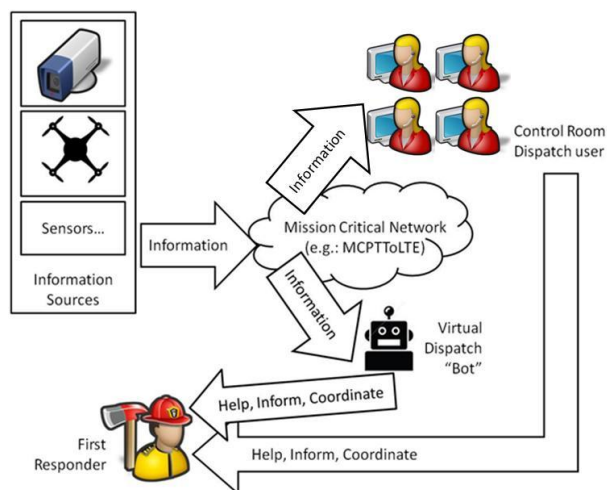 Sensors...
Information
Sources
Information
Information
Control Room
Dispatch user
Mission Critical Network
(e.g.: MCPTToLTE)
Information
Virtual
Dispatch
"Bot"
Help, Inform, Coordinate
First
Responder
Help, Inform, Coordinate